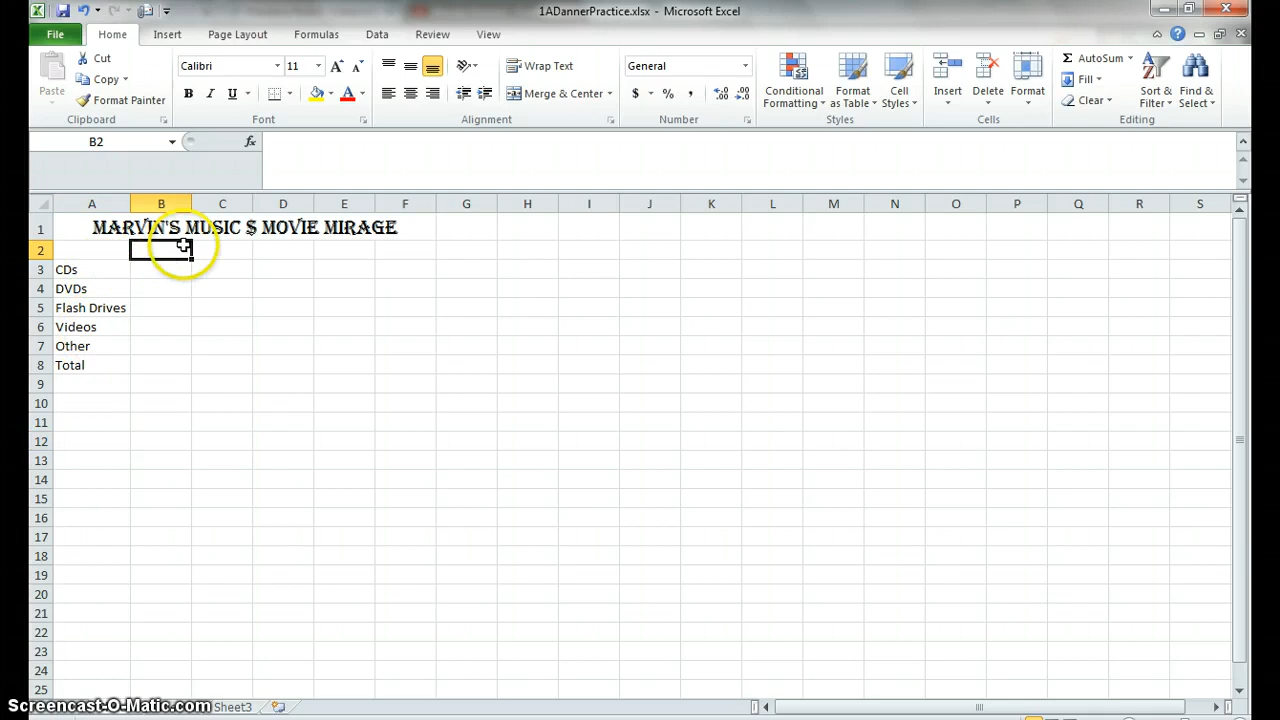 1ADannerPractice.xlsx - Microsoft Excel
File Home Insert Page Layout Formulas Data Review View
Paste
Cut
Copy
Format Painter
Clipboard
Calibri 11
B I U
Font
Wrap Text
Merge & Center
Alignment
General
$ % ,
Number
Conditional Formatting
Format as Table
Cell Styles
Styles
Insert
Delete
Format
Cells
Σ AutoSum
Fill
Clear
Sort & Filter
Find & Select
Editing
B2 fx
A B C D E F G H I J K L M N O P Q R S
1 MARVIN'S MUSIC $ MOVIE MIRAGE
2
3 CDs
4 DVDs
5 Flash Drives
6 Videos
7 Other
8 Total
9
10
11
12
13
14
15
16
17
18
19
20
21
22
23
24
25
Screencast-O-Matic.com Sheet3